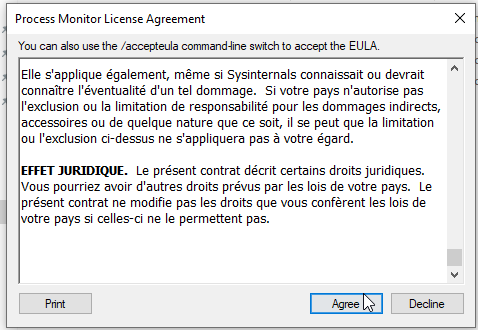 Process Monitor License Agreement
You can also use the /accepteula command-line switch to accept the EULA.
Elle s'applique également, même si Sysinternals connaissait ou devrait
connaître l'éventualité d'un tel dommage.  Si votre pays n'autorise pas
l'exclusion ou la limitation de responsabilité pour les dommages indirects,
accessoires ou de quelque nature que ce soit, il se peut que la limitation
ou l'exclusion ci-dessus ne s'appliquera pas à votre égard.
EFFET JURIDIQUE.  Le présent contrat décrit certains droits juridiques.
Vous pourriez avoir d'autres droits prévus par les lois de votre pays.  Le
présent contrat ne modifie pas les droits que vous confèrent les lois de
votre pays si celles-ci ne le permettent pas.
Print
Agree
Decline